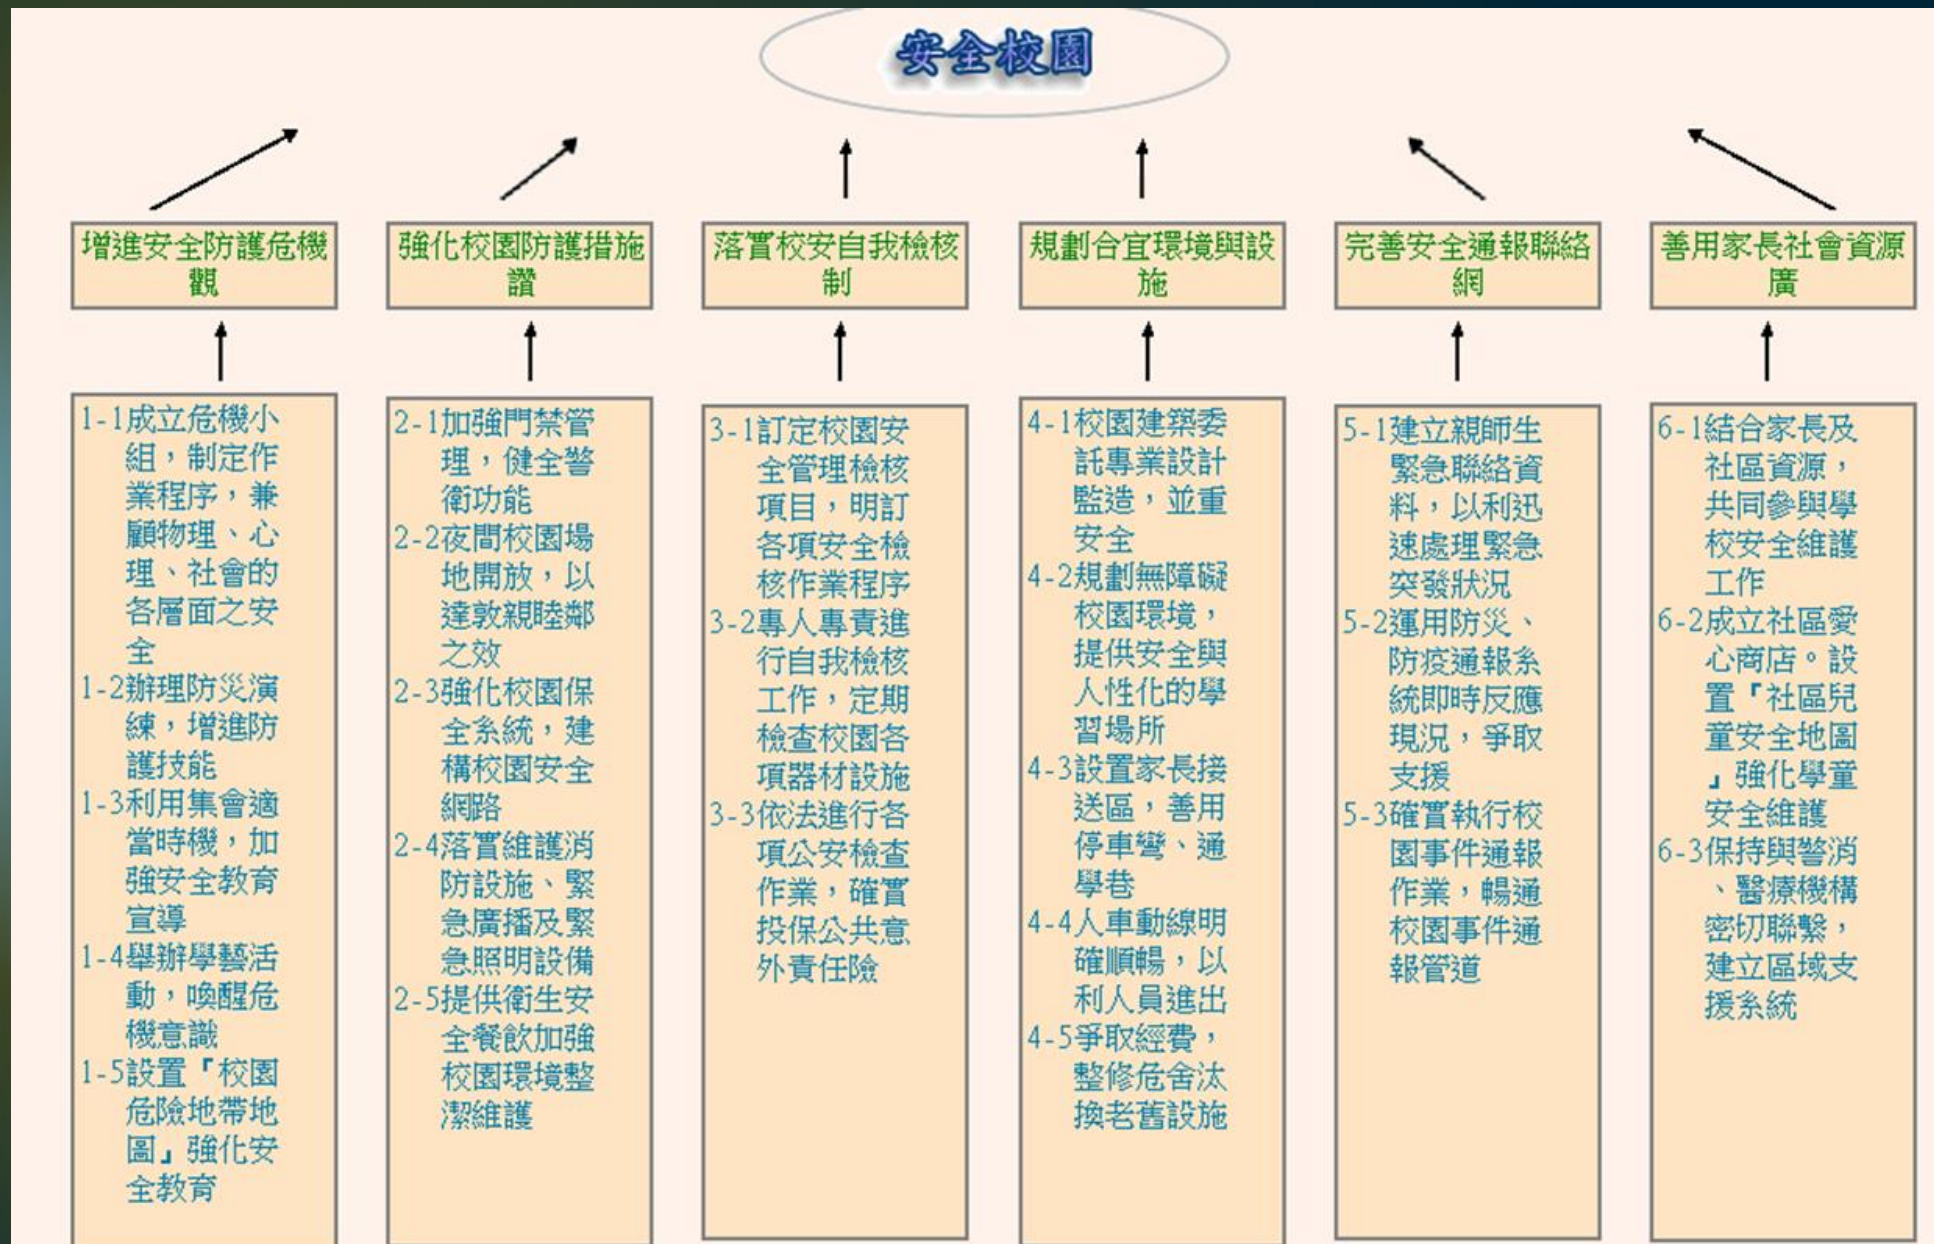 安全校園
增進安全防護危機
觀
強化校園防護措施
讚
落實校安自我檢核
制
規劃合宜環境與設
施
完善安全通報聯絡
網
善用家長社會資源
廣
1-1成立危機小
組，制定作
業程序，兼
顧物理、心
理、社會的
各層面之安
全
1-2辦理防災演
練，增進防
護技能
1-3利用集會適
當時機，加
強安全教育
宣導
1-4舉辦學藝活
動，喚醒危
機意識
1-5設置『校園
危險地帶地
圖』強化安
全教育
2-1加強門禁管
理，健全警
衛功能
2-2夜間校園場
地開放，以
達敦親睦鄰
之效
2-3強化校園保
全系統，建
構校園安全
網路
2-4落實維護消
防設施、緊
急廣播及緊
急照明設備
2-5提供衛生安
全餐飲加強
校園環境整
潔維護
3-1訂定校園安
全管理檢核
項目，明訂
各項安全檢
核作業程序
3-2專人專責進
行自我檢核
工作，定期
檢查校園各
項器材設施
3-3依法進行各
項公安檢查
作業，確實
投保公共意
外責任險
4-1校園建築委
託專業設計
監造，並重
安全
4-2規劃無障礙
校園環境，
提供安全與
人性化的學
習場所
4-3設置家長接
送區，善用
停車彎、通
學巷
4-4人車動線明
確順暢，以
利人員進出
4-5爭取經費，
整修危舍汰
換老舊設施
5-1建立親師生
緊急聯絡資
料，以利迅
速處理緊急
突發狀況
5-2運用防災、
防疫通報系
統即時反應
現況，爭取
支援
5-3確實執行校
園事件通報
作業，暢通
校園事件通
報管道
6-1結合家長及
社區資源，
共同參與學
校安全維護
工作
6-2成立社區愛
心商店。設
置『社區兒
童安全地圖
』強化學童
安全維護
6-3保持與警消
、醫療機構
密切聯繫，
建立區域支
援系統